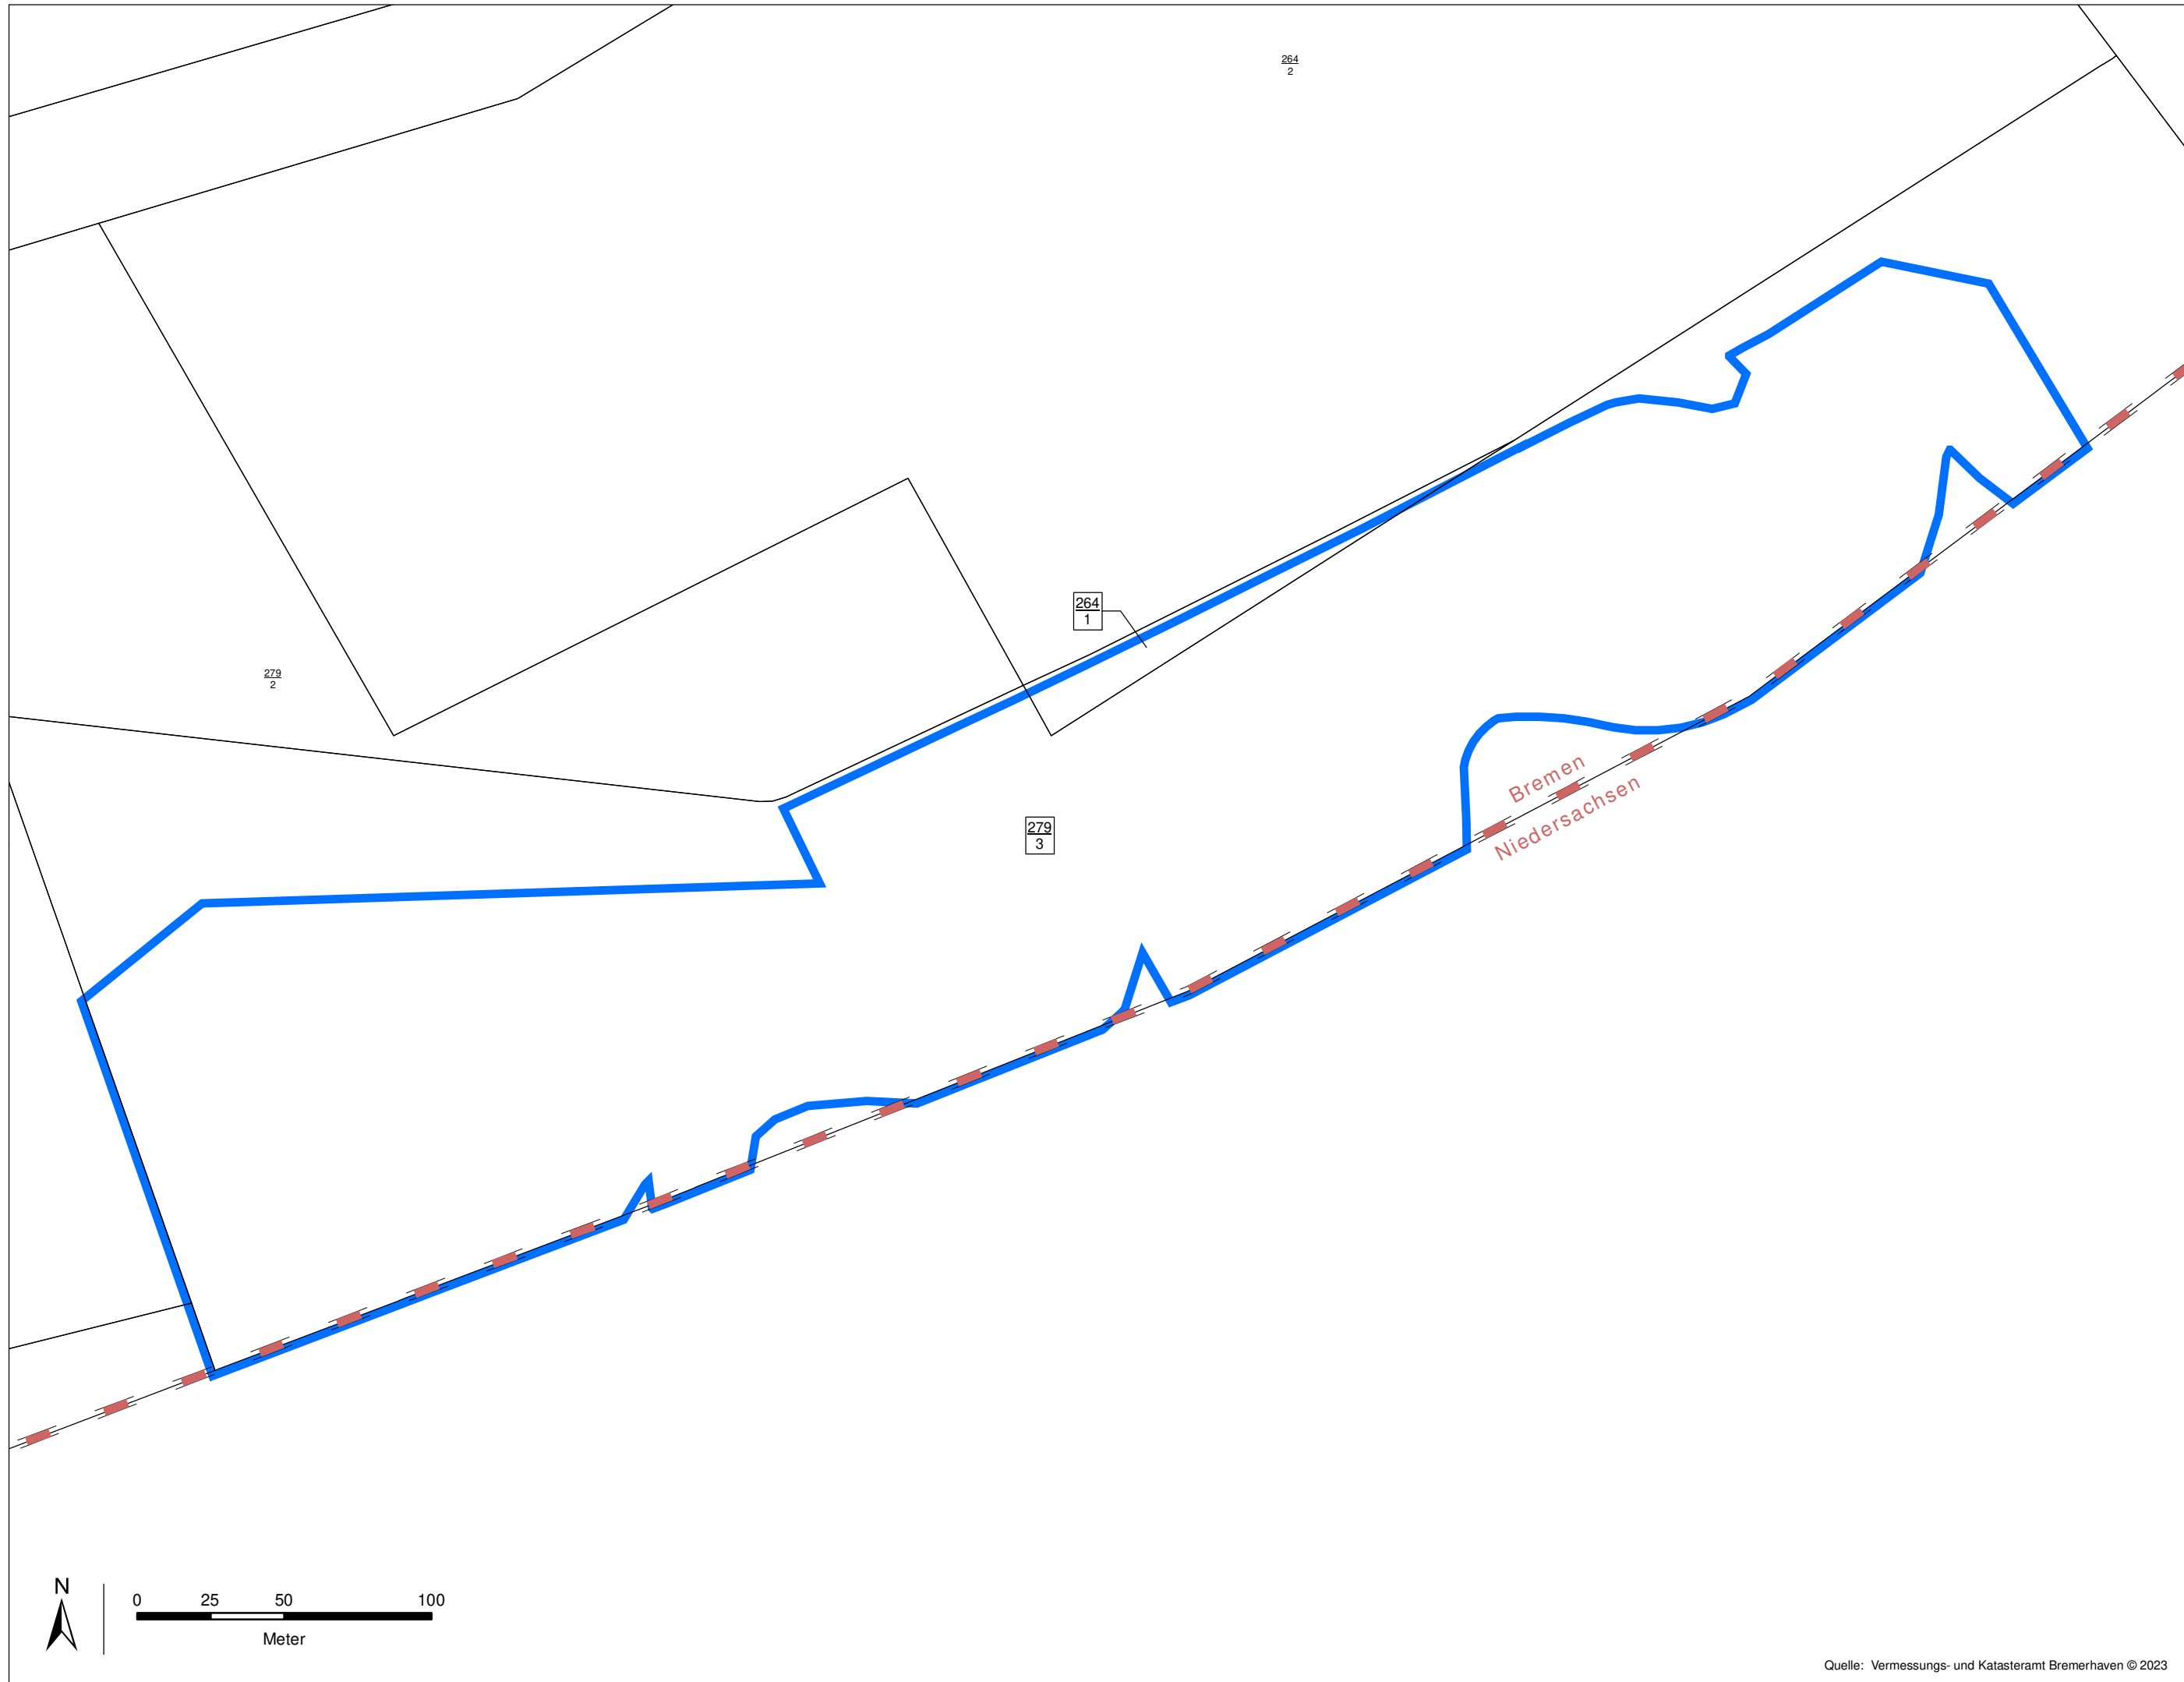 264
2
264
1
279
2
Bremen
Niedersachsen
279
3
N
0 25 50 100
Meter
Quelle: Vermessungs- und Katasteramt Bremerhaven © 2023